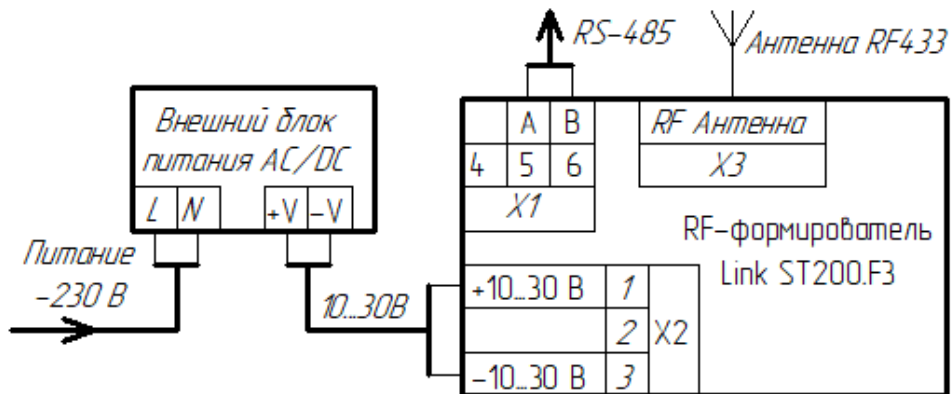 RS-485
Антенна RF433
Внешний блок
питания AC/DC
L N +V -V
A B
4 5 6
X1
RF Антенна
X3
RF-формирователь
Link ST200.F3
Питание
~230 В
10...30В
+10...30 В 1
2 X2
-10...30 В 3